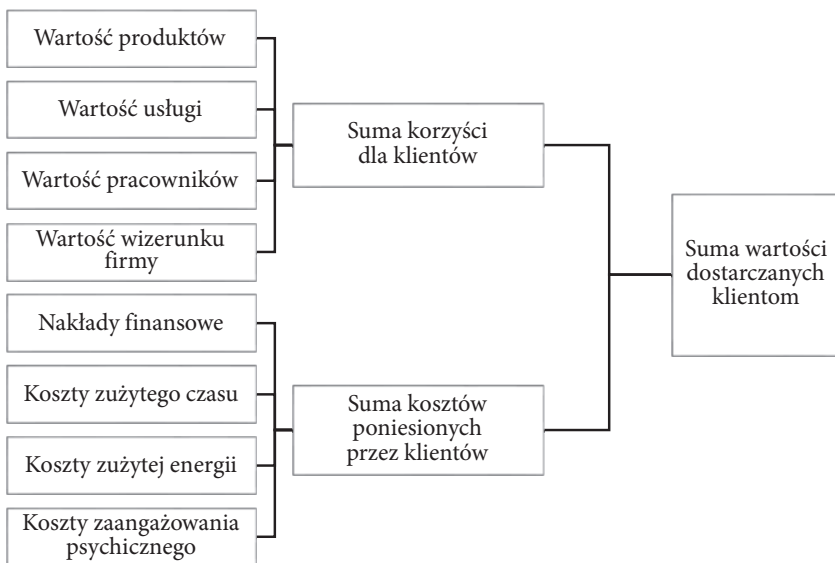 Wartość produktów
Wartość usługi
Wartość pracowników
Wartość wizerunku
firmy
Nakłady finansowe
Koszty zużytego czasu
Koszty zużytej energii
Koszty zaangażowania
psychicznego
Suma korzyści
dla klientów
Suma kosztów
poniesionych
przez klientów
Suma wartości
dostarczanych
klientom